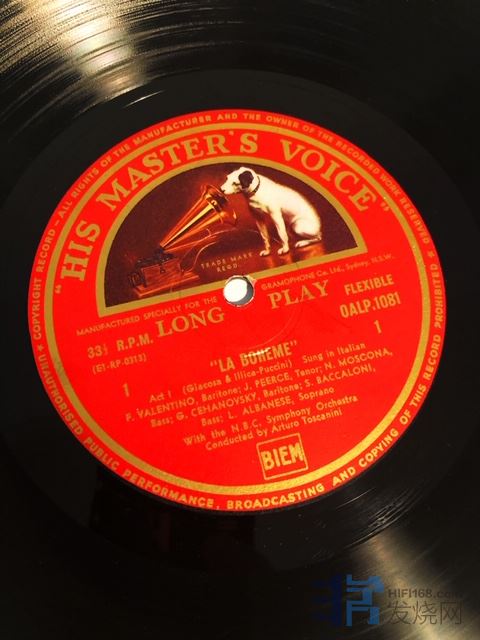 COPYRIGHT RECORD — ALL RIGHTS OF THE MANUFACTURER AND THE OWNER OF THE RECORDED WORK RESERVED
★ UNAUTHORISED PUBLIC PERFORMANCE, BROADCASTING AND COPYING OF THIS RECORD PROHIBITED ★
"HIS MASTER'S VOICE"
TRADE MARK
REGD.
MANUFACTURED SPECIALLY FOR THE GRAMOPHONE Co. Ltd., Sydney, N.S.W.
33⅓ R.P.M. LONG PLAY FLEXIBLE
(ET-RP-0313) OALP.1081
1 1
"LA BOHEME"
Act I (Giacosa & Illica-Puccini) Sung in Italian
F. VALENTINO, Baritone; J. PEERCE, Tenor; N. MOSCONA,
Bass; G. CEHANOVSKY, Baritone; S. BACCALONI,
Bass; L. ALBANESE, Soprano
With the N.B.C. Symphony Orchestra
Conducted by Arturo Toscanini
BIEM
HIFI168.com
发烧网